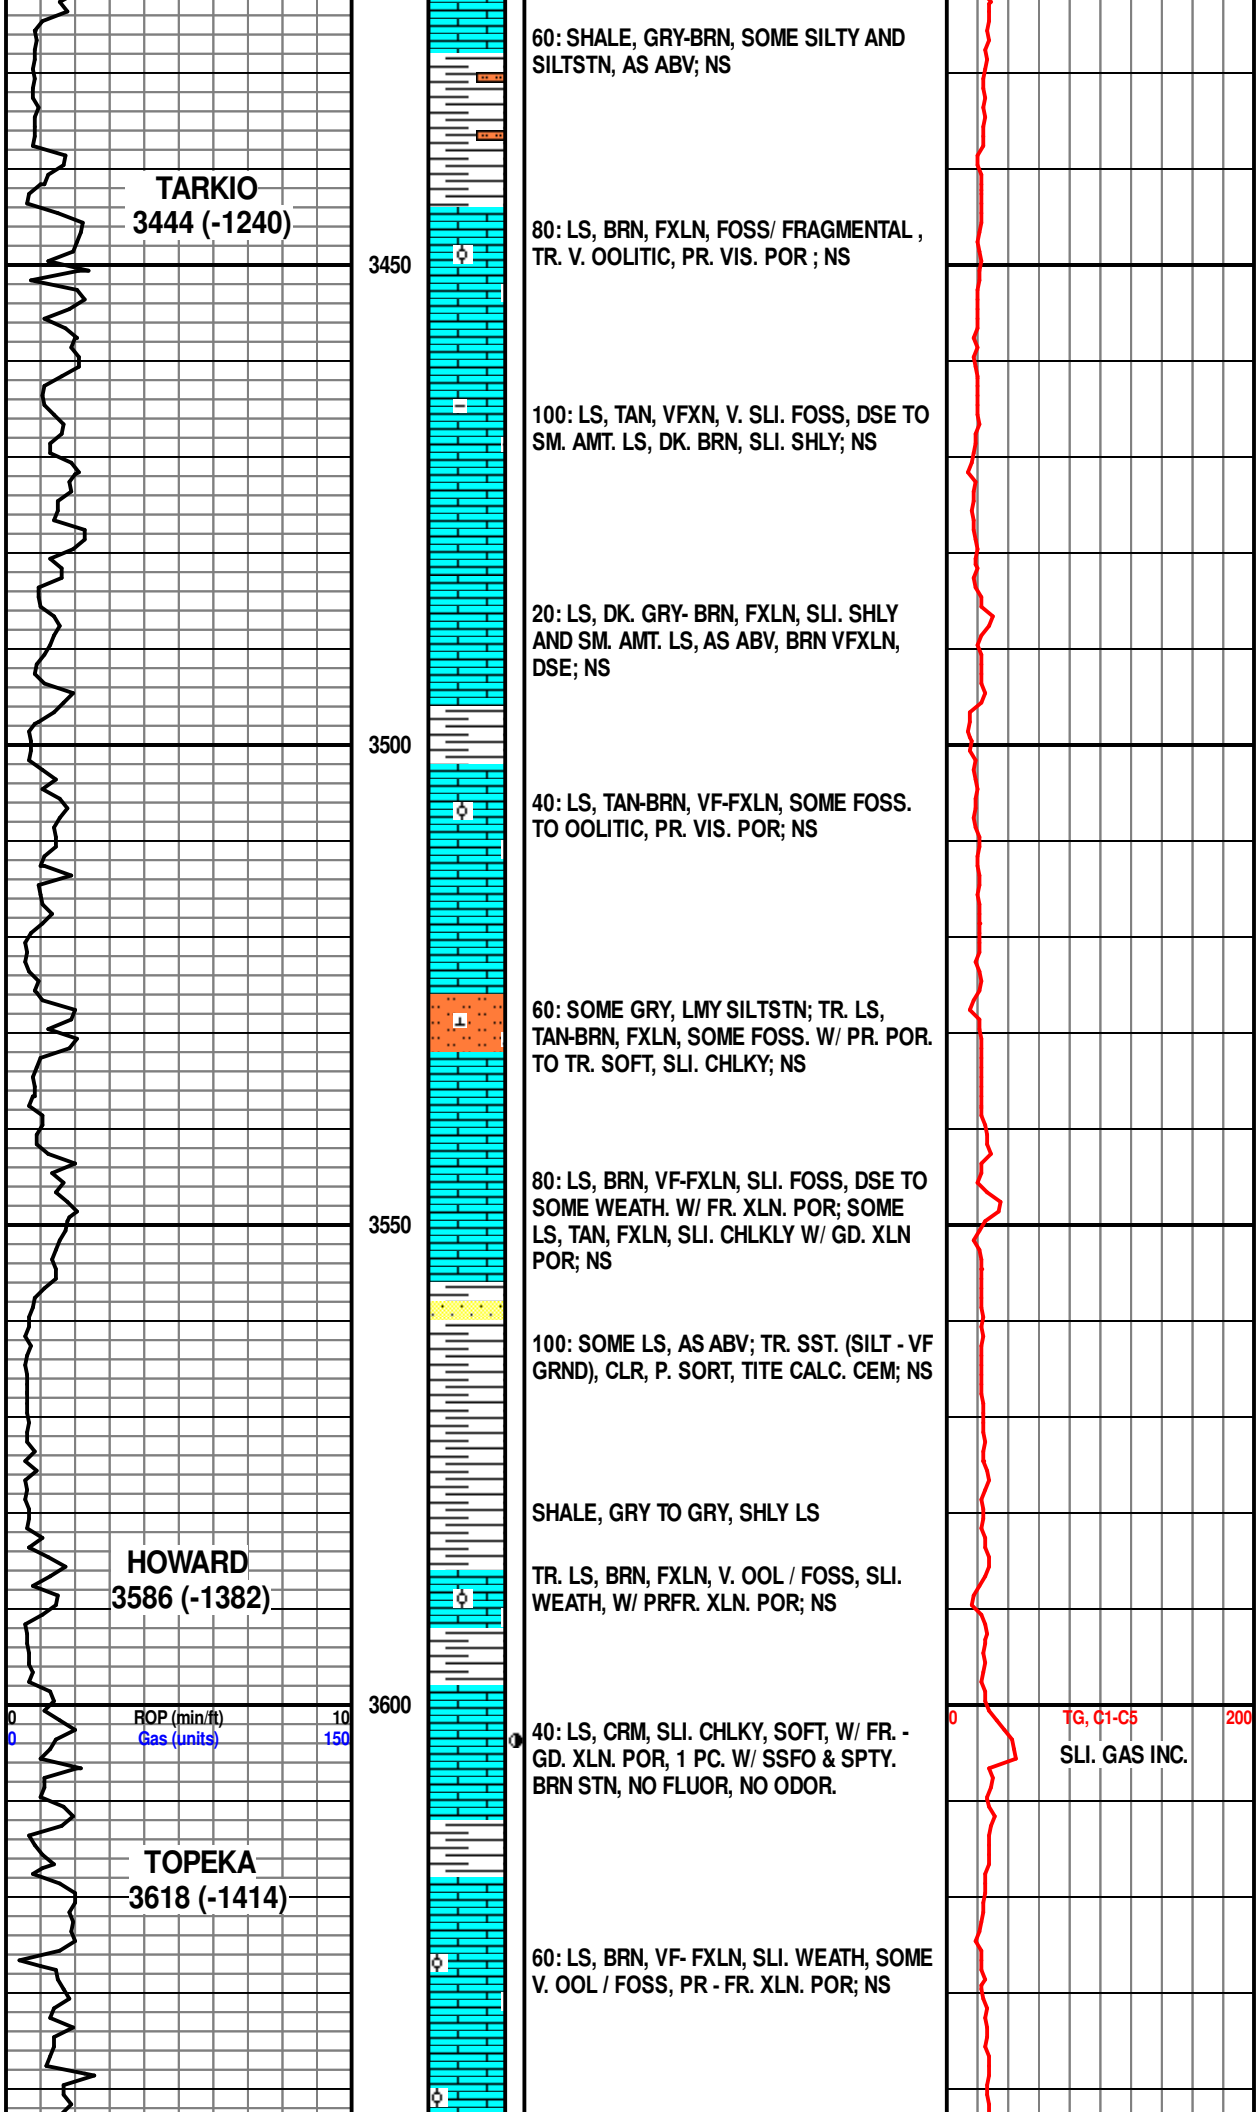 60: SHALE, GRY-BRN, SOME SILTY AND
SILTSTN, AS ABV; NS
TARKIO
3444 (-1240)
80: LS, BRN, FXLN, FOSS/ FRAGMENTAL ,
TR. V. OOLITIC, PR. VIS. POR ; NS
3450
100: LS, TAN, VFXN, V. SLI. FOSS, DSE TO
SM. AMT. LS, DK. BRN, SLI. SHLY; NS
20: LS, DK. GRY- BRN, FXLN, SLI. SHLY
AND SM. AMT. LS, AS ABV, BRN VFXLN,
DSE; NS
3500
40: LS, TAN-BRN, VF-FXLN, SOME FOSS.
TO OOLITIC, PR. VIS. POR; NS
60: SOME GRY, LMY SILTSTN; TR. LS,
TAN-BRN, FXLN, SOME FOSS. W/ PR. POR.
TO TR. SOFT, SLI. CHLKY; NS
80: LS, BRN, VF-FXLN, SLI. FOSS, DSE TO
SOME WEATH. W/ FR. XLN. POR; SOME
LS, TAN, FXLN, SLI. CHLKLY W/ GD. XLN
POR; NS
3550
100: SOME LS, AS ABV; TR. SST. (SILT - VF
GRND), CLR, P. SORT, TITE CALC. CEM; NS
SHALE, GRY TO GRY, SHLY LS
HOWARD
3586 (-1382)
TR. LS, BRN, FXLN, V. OOL / FOSS, SLI.
WEATH, W/ PRFR. XLN. POR; NS
3600
0 ROP (min/ft) 10
0 Gas (units) 150
0 TG, C1-C5 200
40: LS, CRM, SLI. CHLKY, SOFT, W/ FR. -
GD. XLN. POR, 1 PC. W/ SSFO & SPTY.
BRN STN, NO FLUOR, NO ODOR.
SLI. GAS INC.
TOPEKA
3618 (-1414)
60: LS, BRN, VF- FXLN, SLI. WEATH, SOME
V. OOL / FOSS, PR - FR. XLN. POR; NS